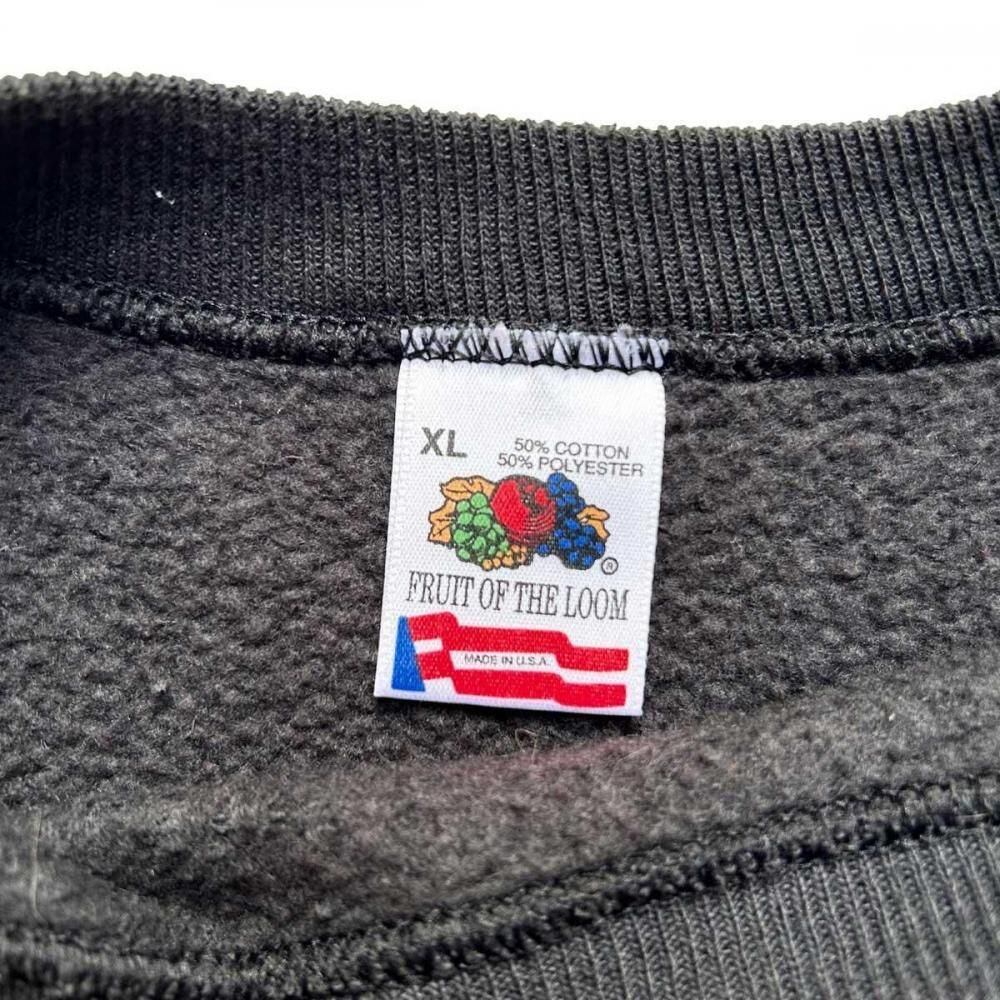 XL
50% COTTON
50% POLYESTER
®
FRUIT OF THE LOOM
MADE IN U.S.A.